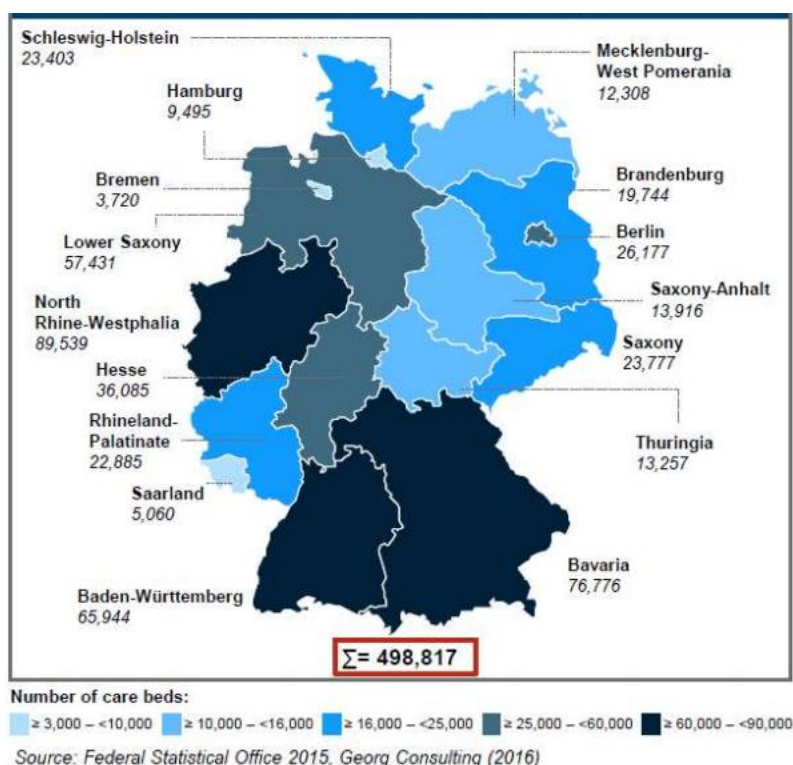 Schleswig-Holstein
23,403
Mecklenburg-
West Pomerania
12,308
Hamburg
9,495
Bremen
3,720
Brandenburg
19,744
Berlin
26,177
Lower Saxony
57,431
Saxony-Anhalt
13,916
North
Rhine-Westphalia
89,539
Saxony
23,777
Hesse
36,085
Rhineland-
Palatinate
22,885
Thuringia
13,257
Saarland
5,060
Bavaria
76,776
Baden-Württemberg
65,944
∑= 498,817
Number of care beds:
≥ 3,000 – <10,000 ≥ 10,000 – <16,000 ≥ 16,000 – <25,000 ≥ 25,000 – <60,000 ≥ 60,000 – <90,000
Source: Federal Statistical Office 2015, Georg Consulting (2016)